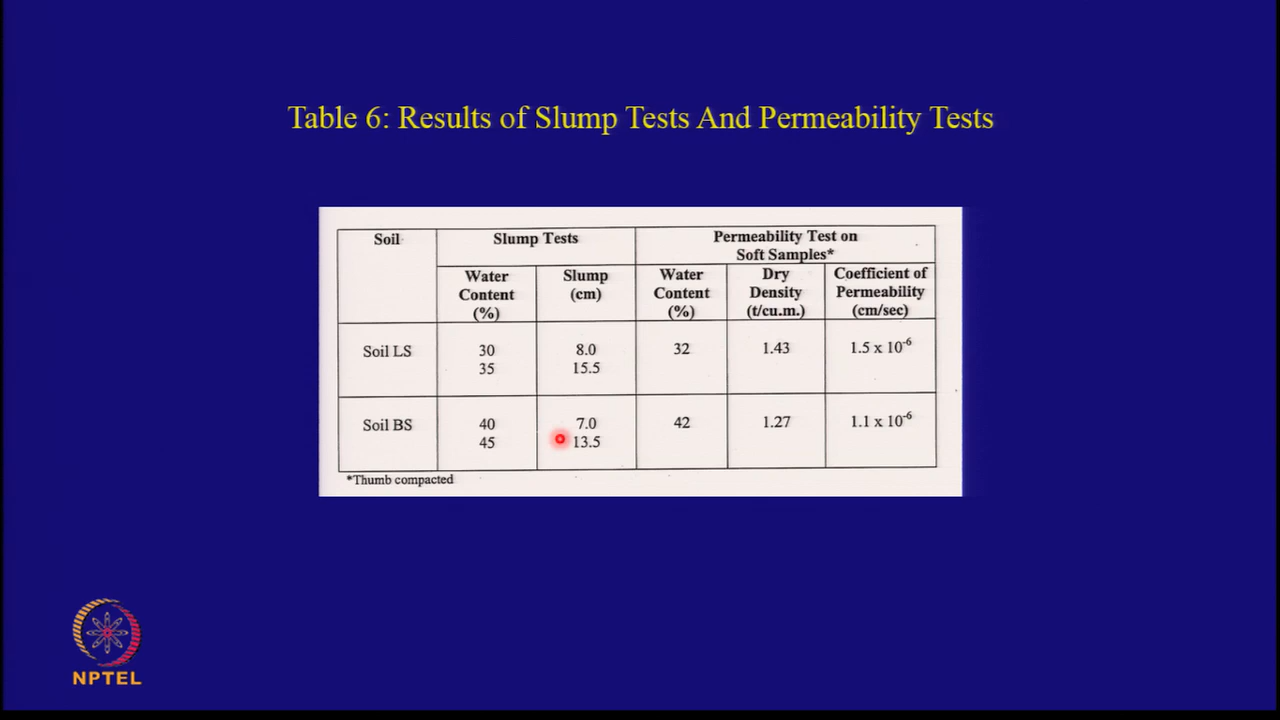 Table 6: Results of Slump Tests And Permeability Tests
Soil Slump Tests Permeability Test on
Soft Samples*
Water Slump Water Dry Coefficient of
Content (cm) Content Density Permeability
(%) (%) (t/cu.m.) (cm/sec)
Soil LS 30 8.0 32 1.43 1.5 x 10⁻⁶
35 15.5
Soil BS 40 7.0 42 1.27 1.1 x 10⁻⁶
45 13.5
*Thumb compacted
NPTEL